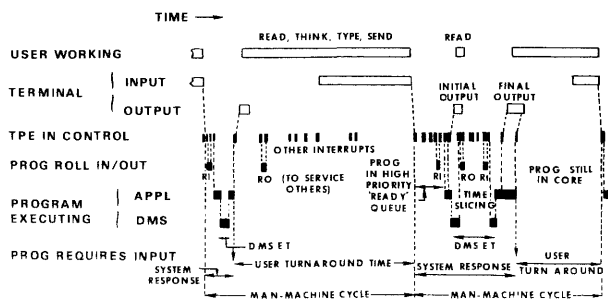 TIME
READ, THINK, TYPE, SEND
READ
USER WORKING
TERMINAL
INPUT
INITIAL OUTPUT
FINAL OUTPUT
OUTPUT
TPE IN CONTROL
OTHER INTERRUPTS
PROG ROLL IN/OUT
RI
RO
(TO SERVICE OTHERS)
PROG IN HIGH PRIORITY 'READY' QUEUE
RI
RO
RI
PROG STILL IN CORE
PROGRAM EXECUTING
APPL
TIME SLICING
DMS
DMS ET
DMS ET
PROG REQUIRES INPUT
SYSTEM RESPONSE
USER TURNAROUND TIME
SYSTEM RESPONSE
USER TURN AROUND
MAN-MACHINE CYCLE
MAN-MACHINE CYCLE